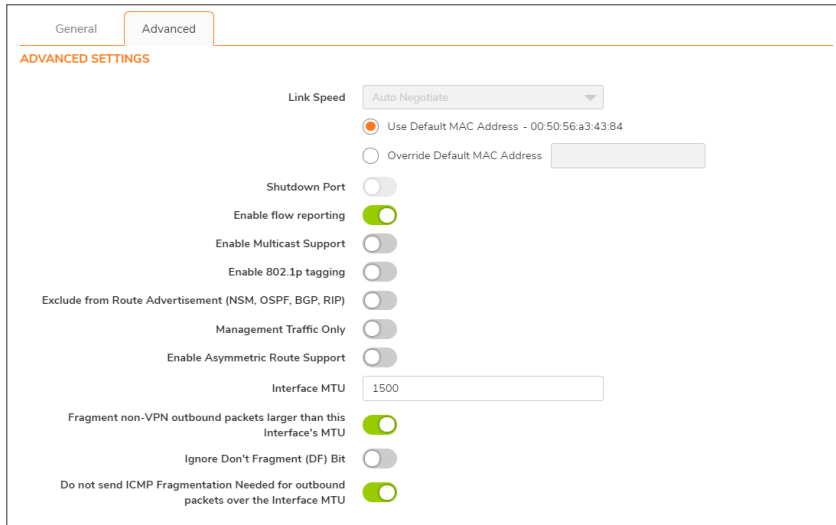 General Advanced
ADVANCED SETTINGS
Link Speed Auto Negotiate
Use Default MAC Address - 00:50:56:a3:43:84
Override Default MAC Address
Shutdown Port
Enable flow reporting
Enable Multicast Support
Enable 802.1p tagging
Exclude from Route Advertisement (NSM, OSPF, BGP, RIP)
Management Traffic Only
Enable Asymmetric Route Support
Interface MTU 1500
Fragment non-VPN outbound packets larger than this
Interface's MTU
Ignore Don't Fragment (DF) Bit
Do not send ICMP Fragmentation Needed for outbound
packets over the Interface MTU